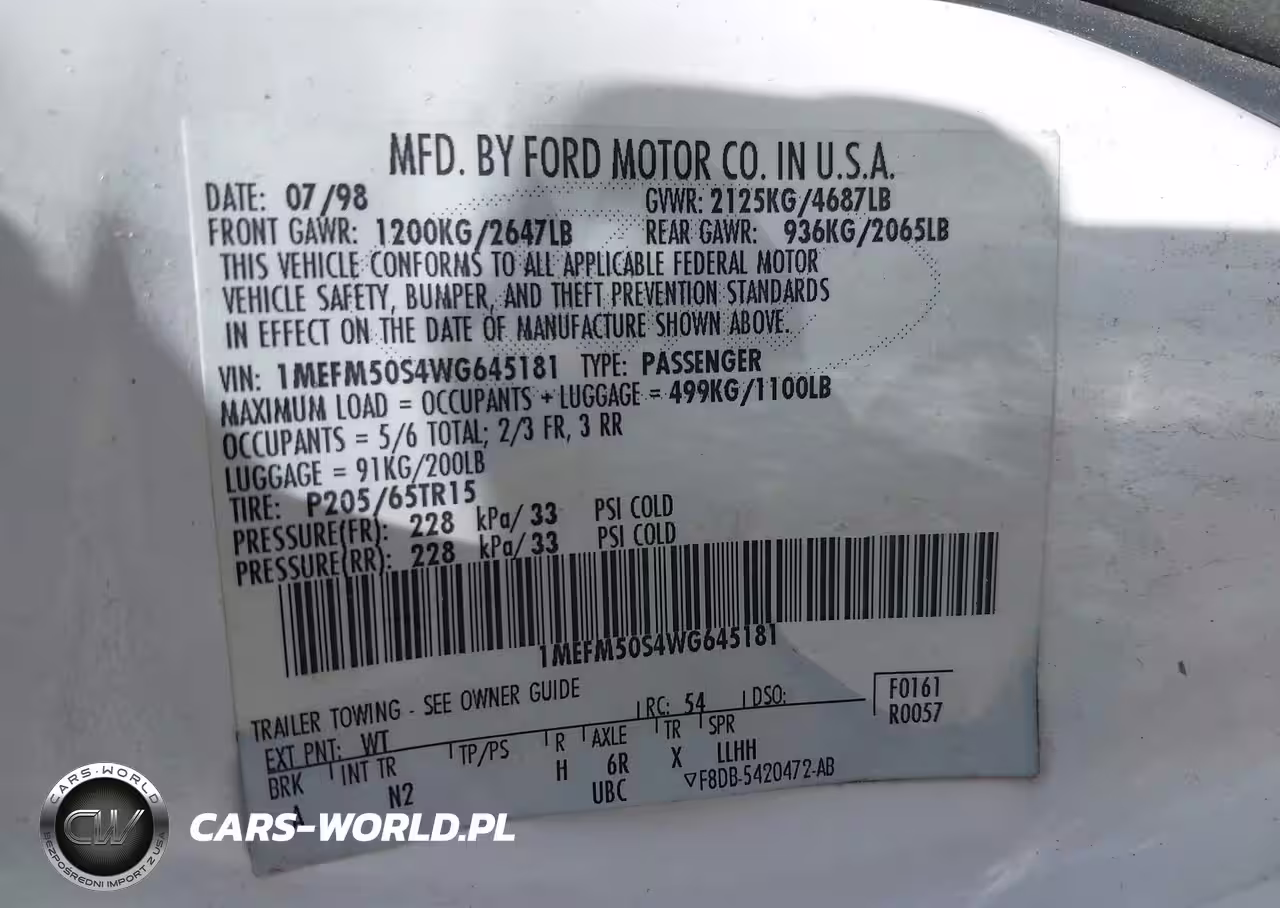 MFD. BY FORD MOTOR CO. IN U.S.A.
DATE: 07/98 GVWR: 2125KG/4687LB
FRONT GAWR: 1200KG/2647LB REAR GAWR: 936KG/2065LB
THIS VEHICLE CONFORMS TO ALL APPLICABLE FEDERAL MOTOR
VEHICLE SAFETY, BUMPER, AND THEFT PREVENTION STANDARDS
IN EFFECT ON THE DATE OF MANUFACTURE SHOWN ABOVE.
VIN: 1MEFM50S4WG645181 TYPE: PASSENGER
MAXIMUM LOAD = OCCUPANTS + LUGGAGE = 499KG/1100LB
OCCUPANTS = 5/6 TOTAL; 2/3 FR, 3 RR
LUGGAGE = 91KG/200LB
TIRE: P205/65TR15
PRESSURE(FR): 228 kPa/33 PSI COLD
PRESSURE(RR): 228 kPa/33 PSI COLD
1MEFM50S4WG645181
TRAILER TOWING - SEE OWNER GUIDE
EXT PNT: WT RC: 54 DSO: F0161
R0057
BRK INT TR TP/PS R AXLE TR SPR
A N2 H 6R X LLHH
UBC ▽F8DB-5420472-AB
CARS-WORLD
CW
BEZPOŚREDNI IMPORT Z USA
CARS-WORLD.PL